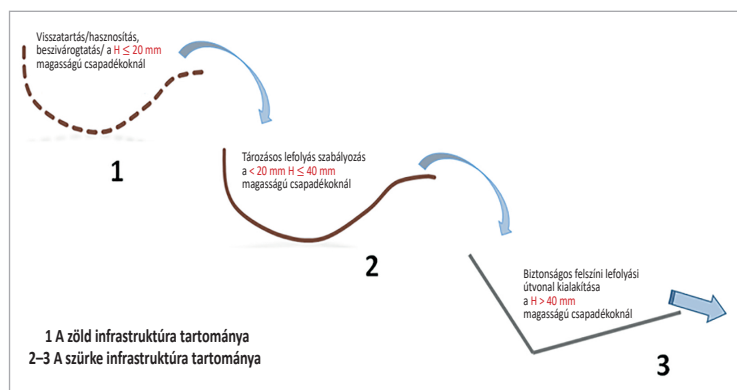 Visszatartás/hasznosítás,
beszivárogtatás/ a H ≤ 20 mm
magasságú csapadékoknál
1
Tározásos lefolyás szabályozás
a < 20 mm H ≤ 40 mm
magasságú csapadékoknál
2
Biztonságos felszíni lefolyási
útvonal kialakítása
a H > 40 mm
magasságú csapadékoknál
3
1 A zöld infrastruktúra tartománya
2–3 A szürke infrastruktúra tartománya